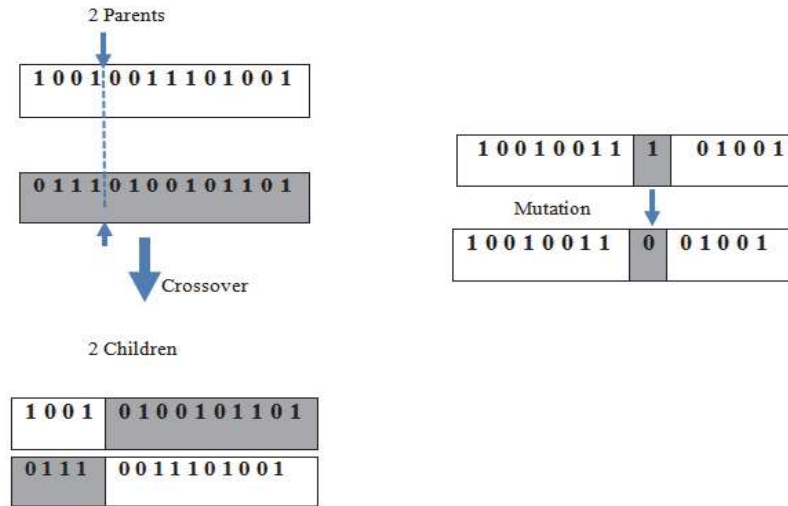 2 Parents
1 0 0 1 0 0 1 1 1 0 1 0 0 1
0 1 1 1 0 1 0 0 1 0 1 1 0 1
Crossover
2 Children
1 0 0 1 0 1 0 0 1 0 1 1 0 1
0 1 1 1 0 0 1 1 1 0 1 0 0 1
1 0 0 1 0 0 1 1 1 0 1 0 0 1
Mutation
1 0 0 1 0 0 1 1 0 0 1 0 0 1